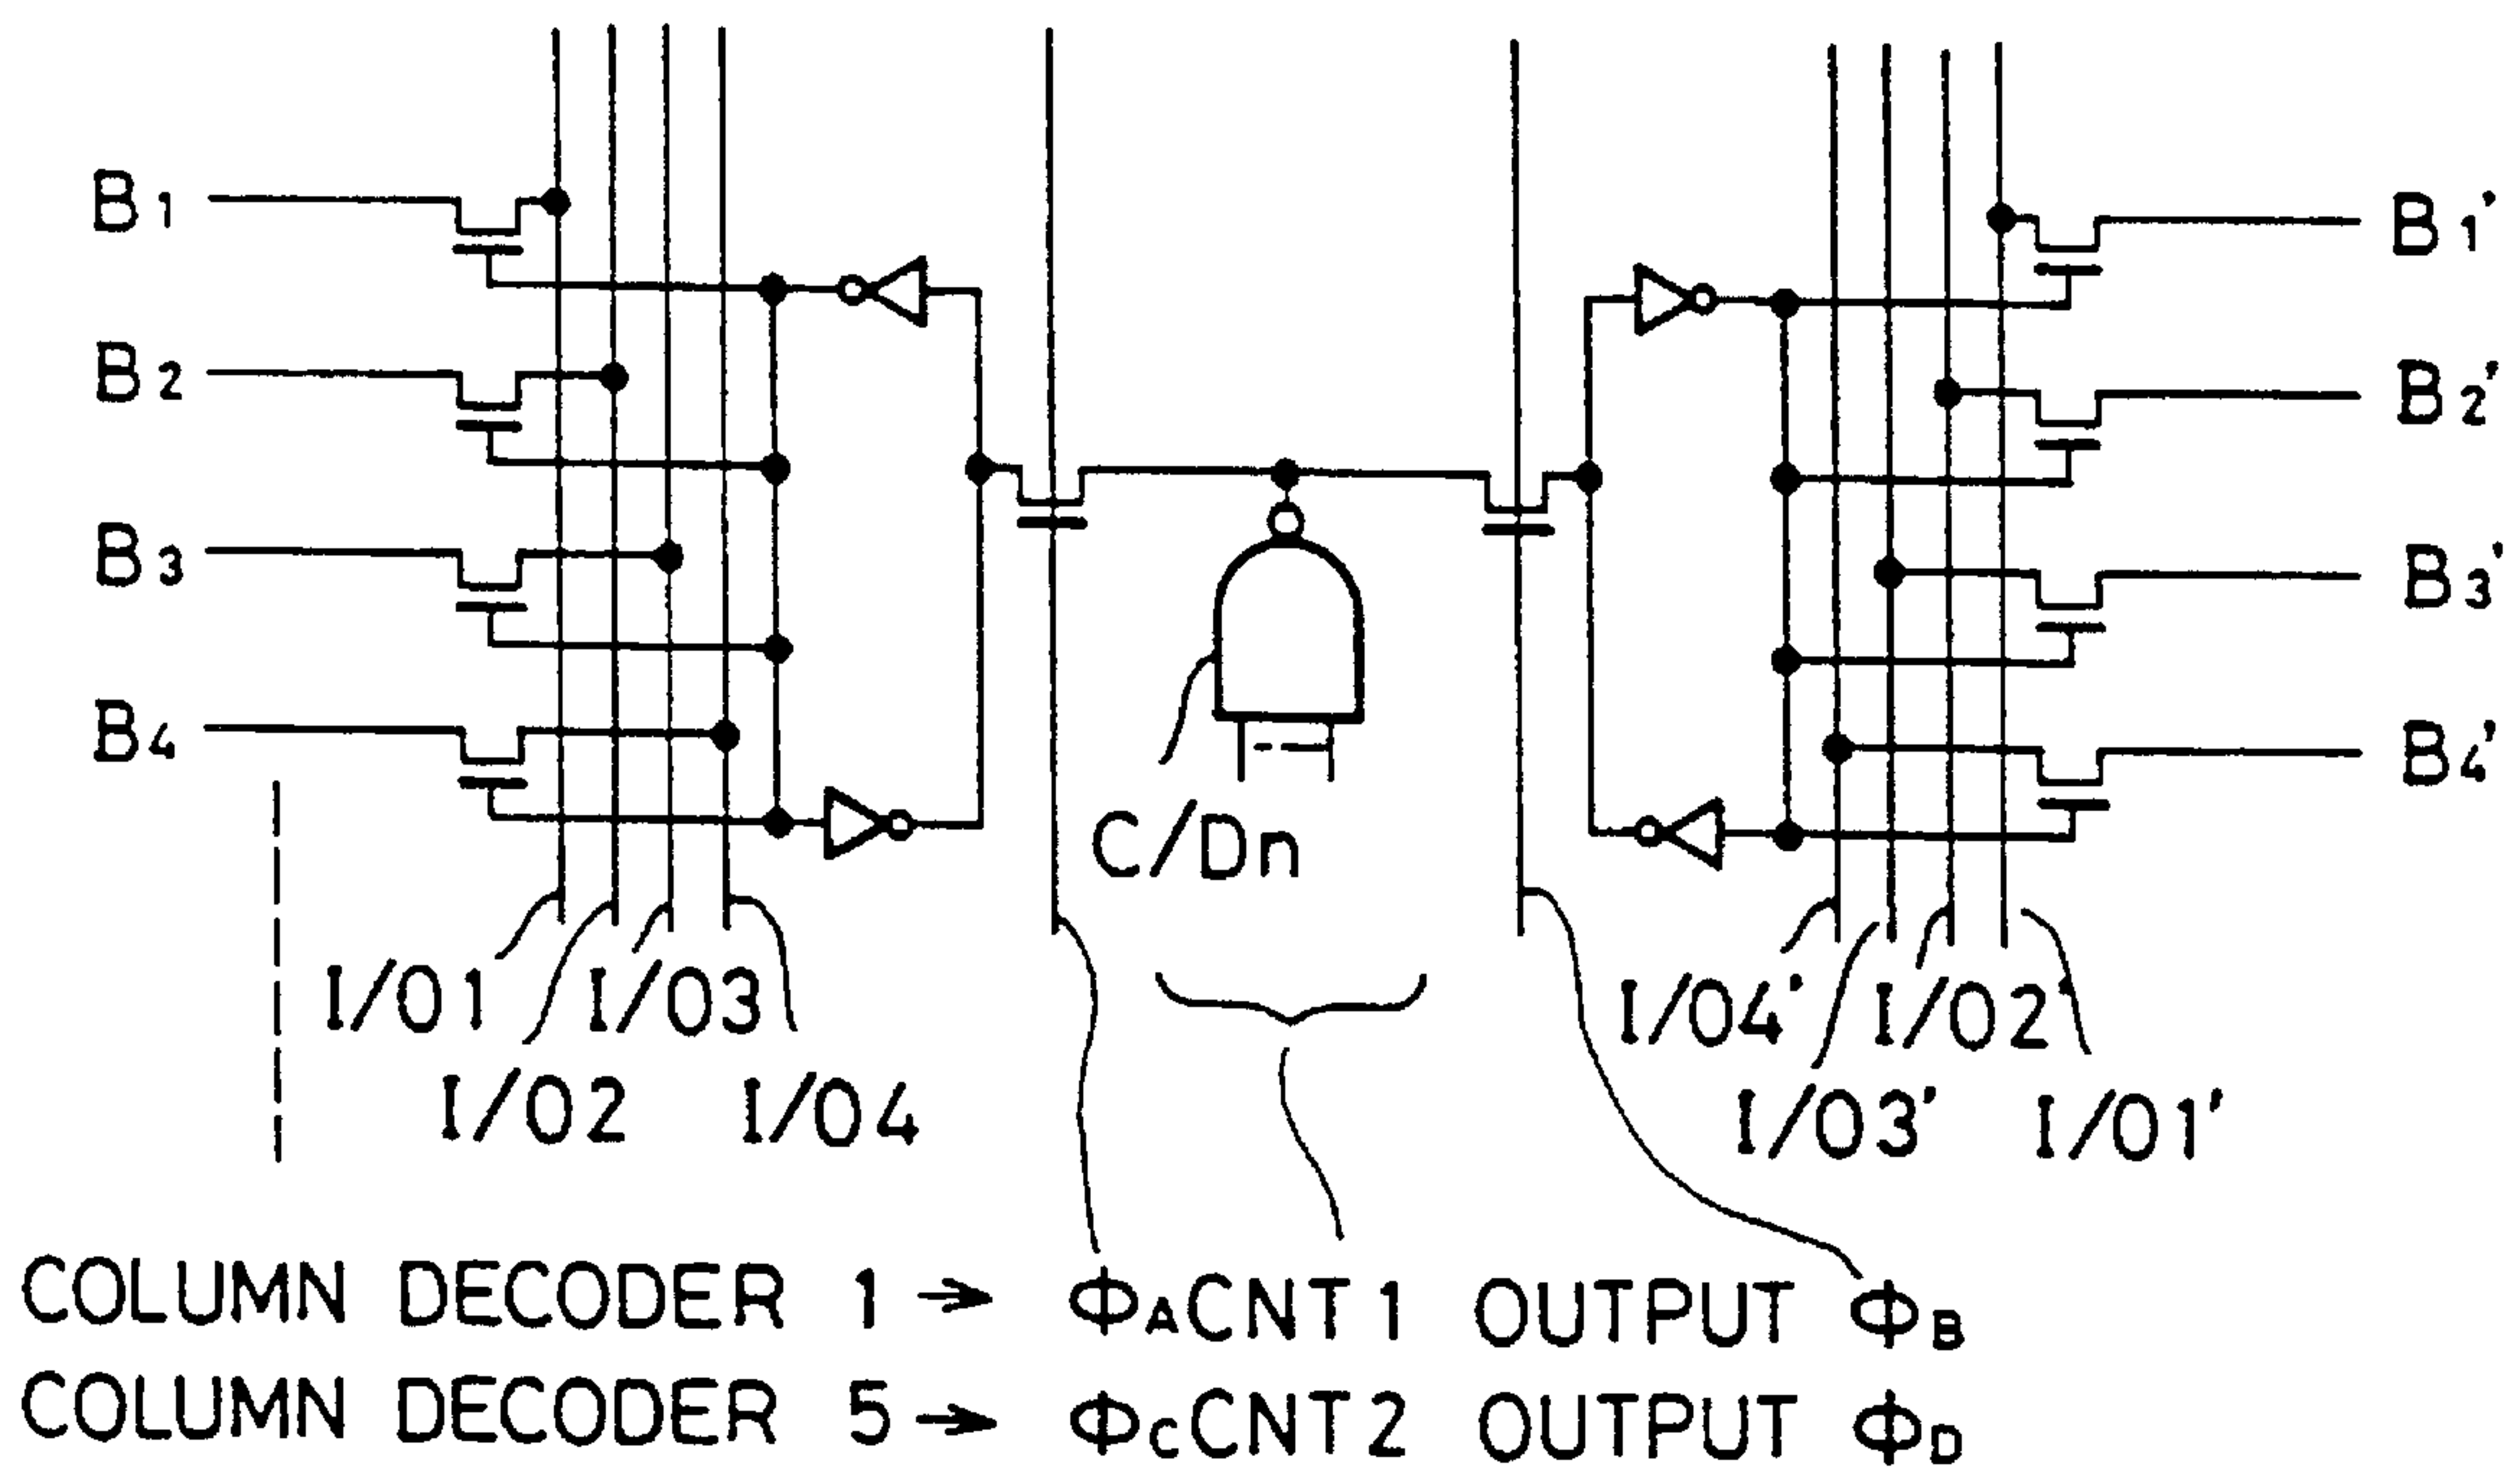 B1
B1'
B2
B2'
B3
B3'
B4
B4'
C/Dn
I/O1
I/O3
I/O4'
I/O2'
I/O2
I/O4
I/O3'
I/O1'
COLUMN DECODER 1 → ΦACNT1 OUTPUT ΦB
COLUMN DECODER 5 → ΦCCNT2 OUTPUT ΦD